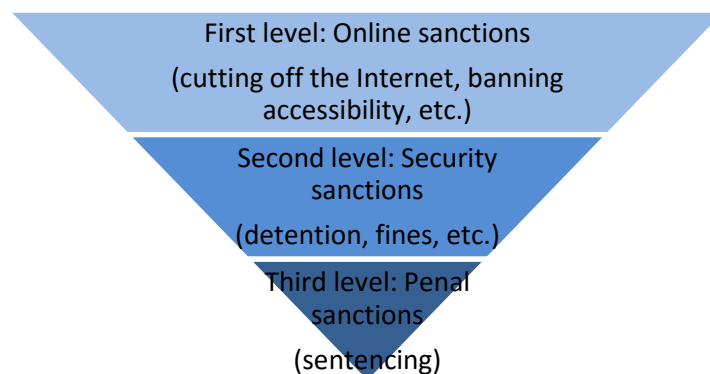 First level: Online sanctions
(cutting off the Internet, banning
accessibility, etc.)
Second level: Security
sanctions
(detention, fines, etc.)
Third level: Penal
sanctions
(sentencing)